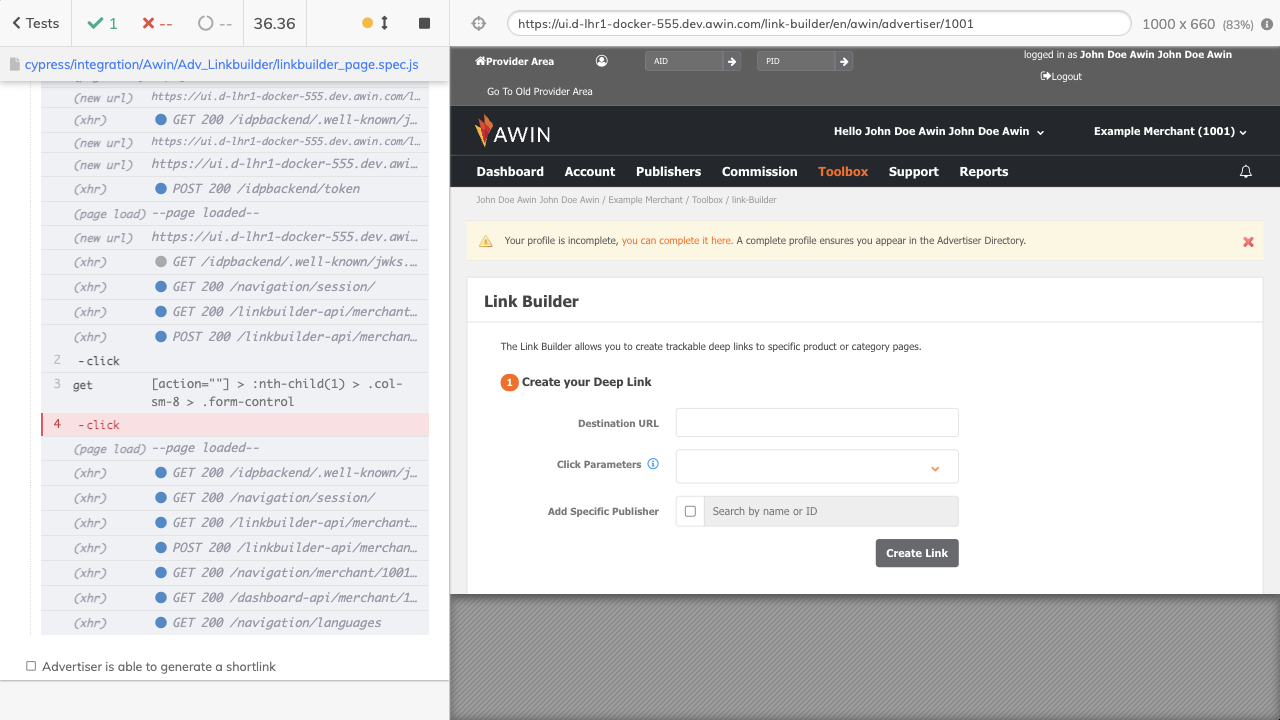 Tests
1
--
--
36.36
https://ui.d-lhr1-docker-555.dev.awin.com/link-builder/en/awin/advertiser/1001
1000 x 660 (83%)
cypress/integration/Awin/Adv_Linkbuilder/linkbuilder_page.spec.js
(new url) https://ui.d-lhr1-docker-555.dev.awin.com/l...
(xhr) GET 200 /idpbackend/.well-known/j...
(new url) https://ui.d-lhr1-docker-555.dev.awin.com/l...
(new url) https://ui.d-lhr1-docker-555.dev.awi...
(xhr) POST 200 /idpbackend/token
(page load) --page loaded--
(new url) https://ui.d-lhr1-docker-555.dev.awi...
(xhr) GET /idpbackend/.well-known/jwks....
(xhr) GET 200 /navigation/session/
(xhr) GET 200 /linkbuilder-api/merchant...
(xhr) POST 200 /linkbuilder-api/merchan...
2 -click
3 get [action=""] > :nth-child(1) > .col-
sm-8 > .form-control
4 -click
(page load) --page loaded--
(xhr) GET 200 /idpbackend/.well-known/j...
(xhr) GET 200 /navigation/session/
(xhr) GET 200 /linkbuilder-api/merchant...
(xhr) POST 200 /linkbuilder-api/merchan...
(xhr) GET 200 /navigation/merchant/1001...
(xhr) GET 200 /dashboard-api/merchant/1...
(xhr) GET 200 /navigation/languages
Advertiser is able to generate a shortlink
Provider Area
AID
PID
logged in as John Doe Awin John Doe Awin
Logout
Go To Old Provider Area
AWIN
Hello John Doe Awin John Doe Awin
Example Merchant (1001)
Dashboard Account Publishers Commission Toolbox Support Reports
John Doe Awin John Doe Awin / Example Merchant / Toolbox / link-Builder
Your profile is incomplete, you can complete it here. A complete profile ensures you appear in the Advertiser Directory.
Link Builder
The Link Builder allows you to create trackable deep links to specific product or category pages.
1 Create your Deep Link
Destination URL
Click Parameters
Add Specific Publisher
Search by name or ID
Create Link